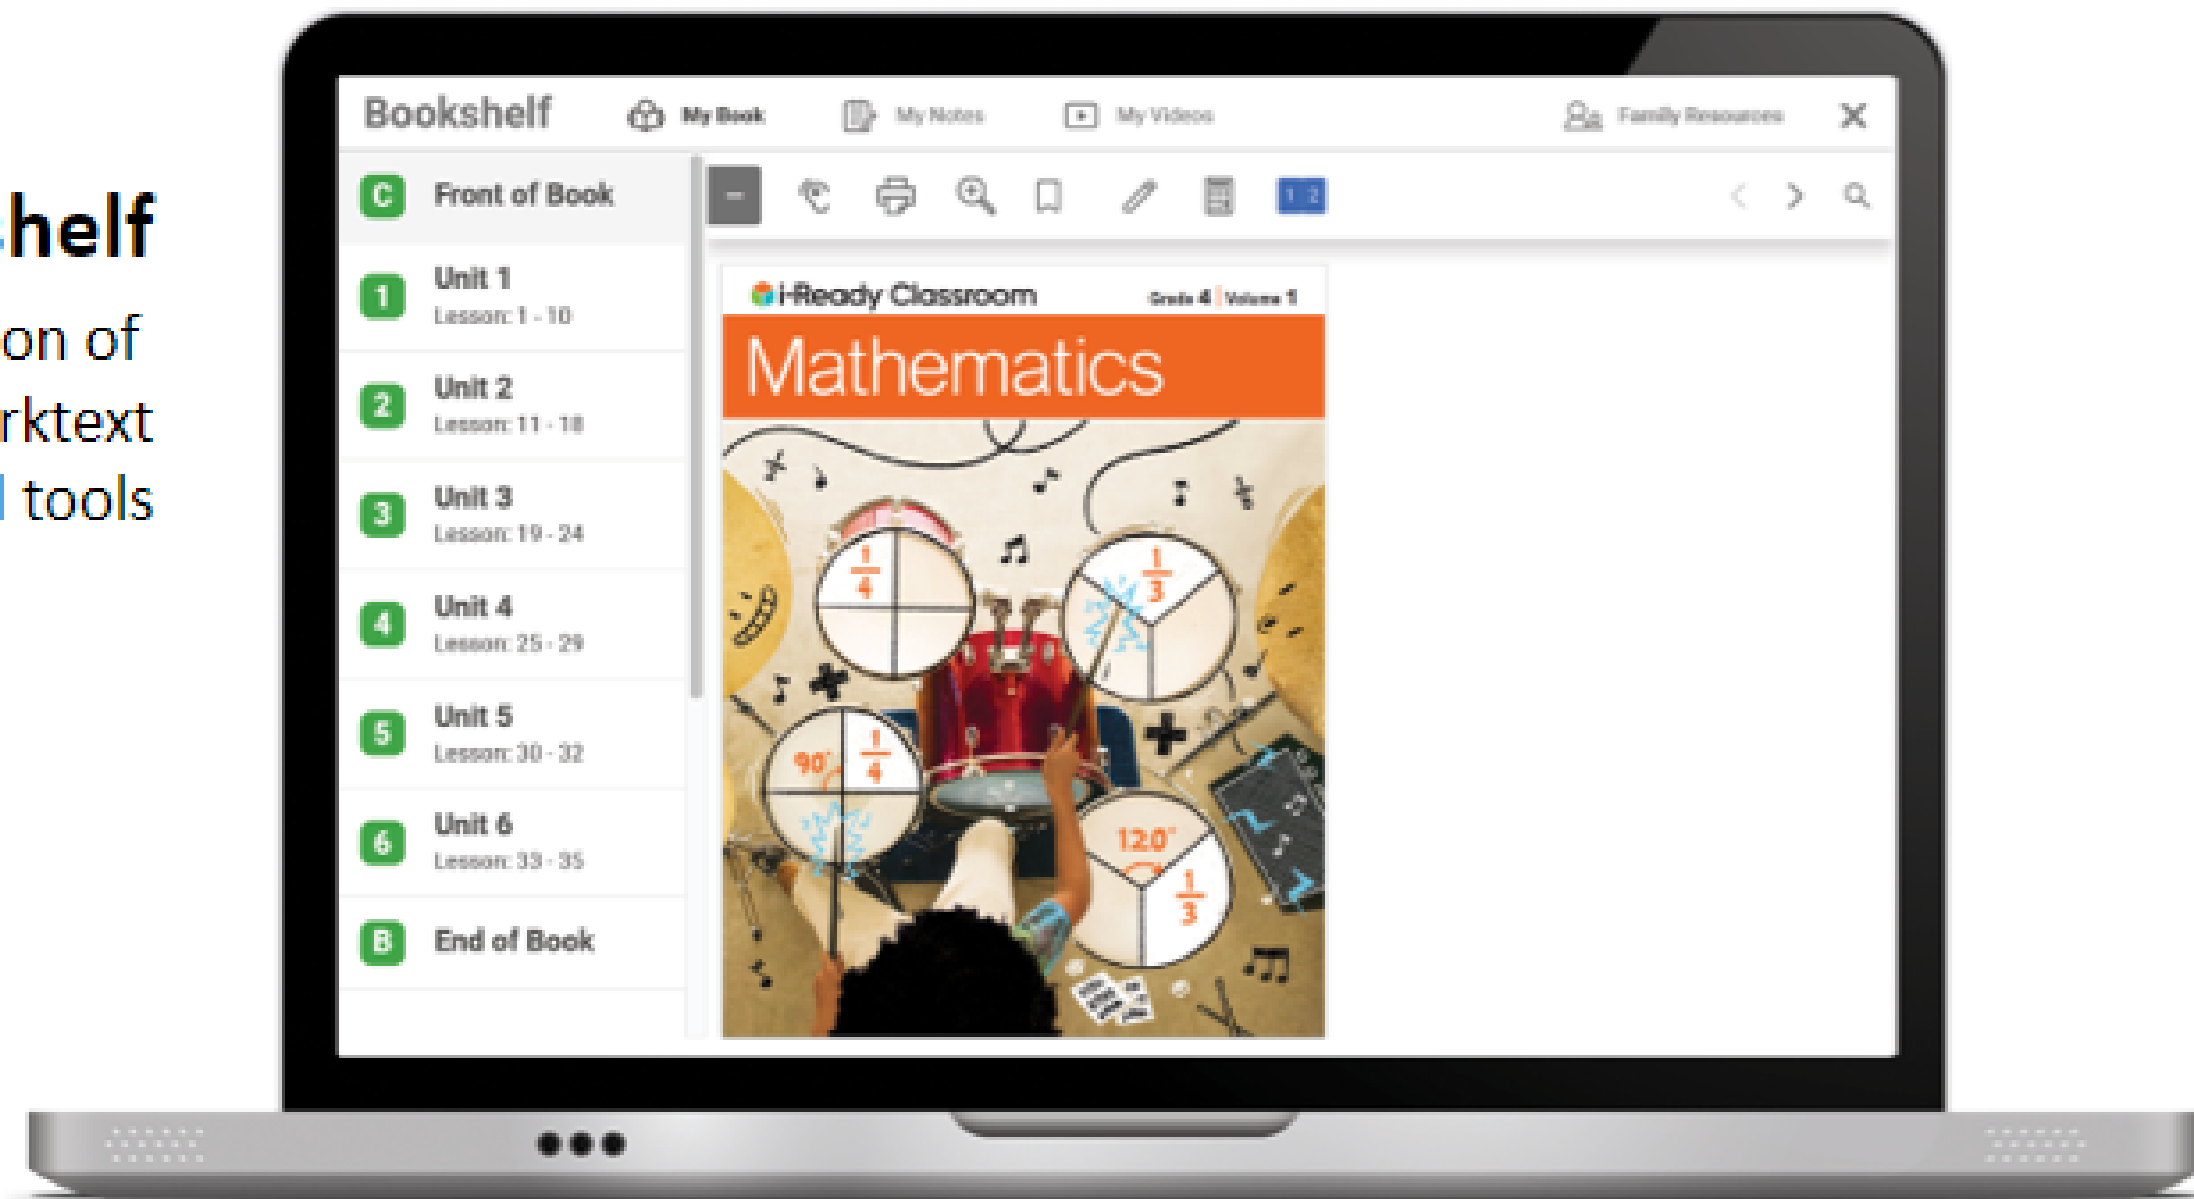 helf
on of
rktext
tools
Bookshelf
My Book
My Notes
My Videos
Family Resources
C Front of Book
1 Unit 1
Lesson: 1 - 10
2 Unit 2
Lesson: 11 - 18
3 Unit 3
Lesson: 19 - 24
4 Unit 4
Lesson: 25 - 29
5 Unit 5
Lesson: 30 - 32
6 Unit 6
Lesson: 33 - 35
B End of Book
1 2
i-Ready Classroom
Grade 4 | Volume 1
Mathematics
1/4
1/3
90°
1/4
120°
1/3